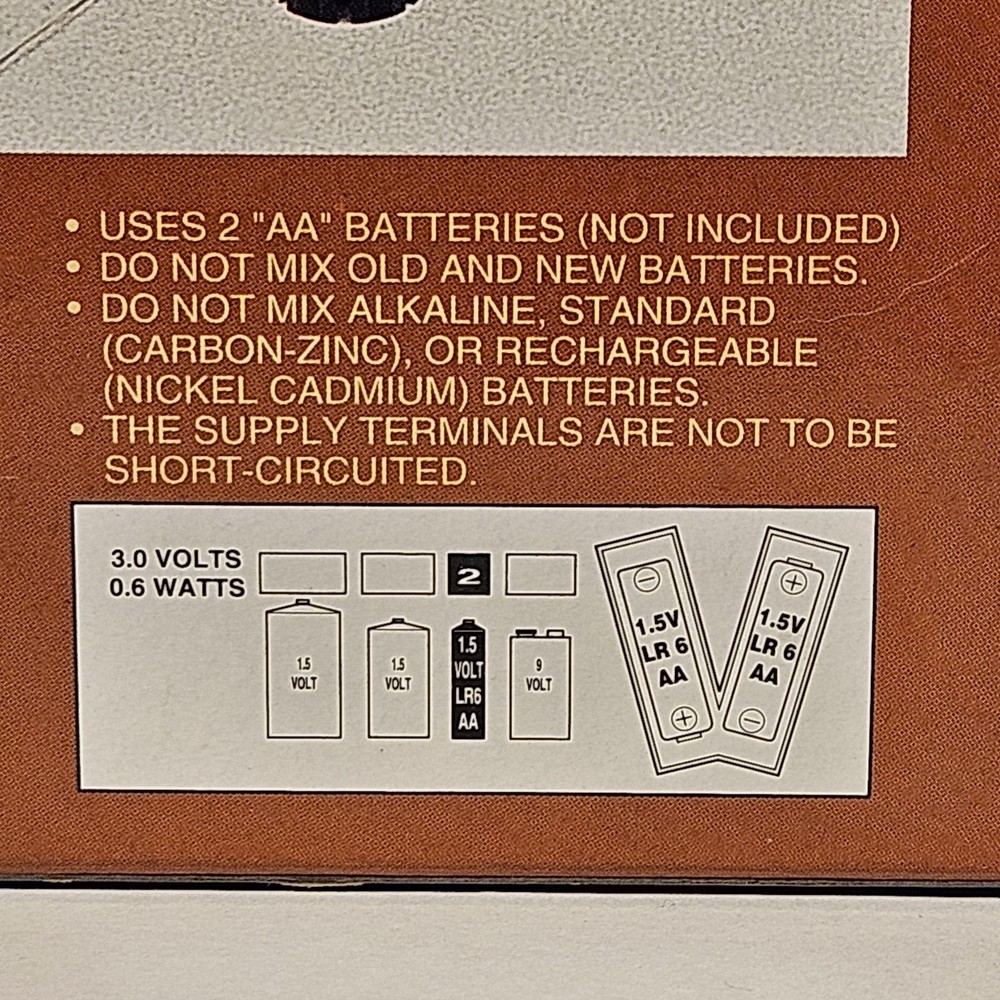 • USES 2 "AA" BATTERIES (NOT INCLUDED)
• DO NOT MIX OLD AND NEW BATTERIES.
• DO NOT MIX ALKALINE, STANDARD
(CARBON-ZINC), OR RECHARGEABLE
(NICKEL CADMIUM) BATTERIES.
• THE SUPPLY TERMINALS ARE NOT TO BE
SHORT-CIRCUITED.
3.0 VOLTS
0.6 WATTS
2
1.5
VOLT
1.5
VOLT
1.5
VOLT
LR6
AA
9
VOLT
−
1.5V
LR 6
AA
+
+
1.5V
LR 6
AA
−